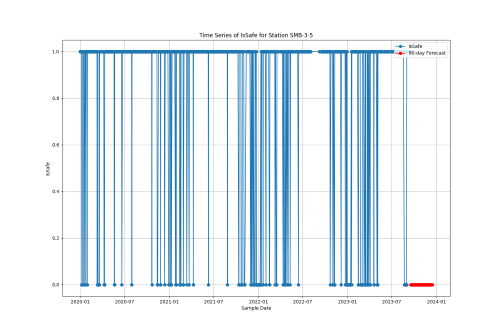 Time Series of IsSafe for Station SMB-3-5
IsSafe
90-day Forecast
1.0
0.8
0.6
0.4
0.2
0.0
IsSafe
2020-01 2020-07 2021-01 2021-07 2022-01 2022-07 2023-01 2023-07 2024-01
Sample Date